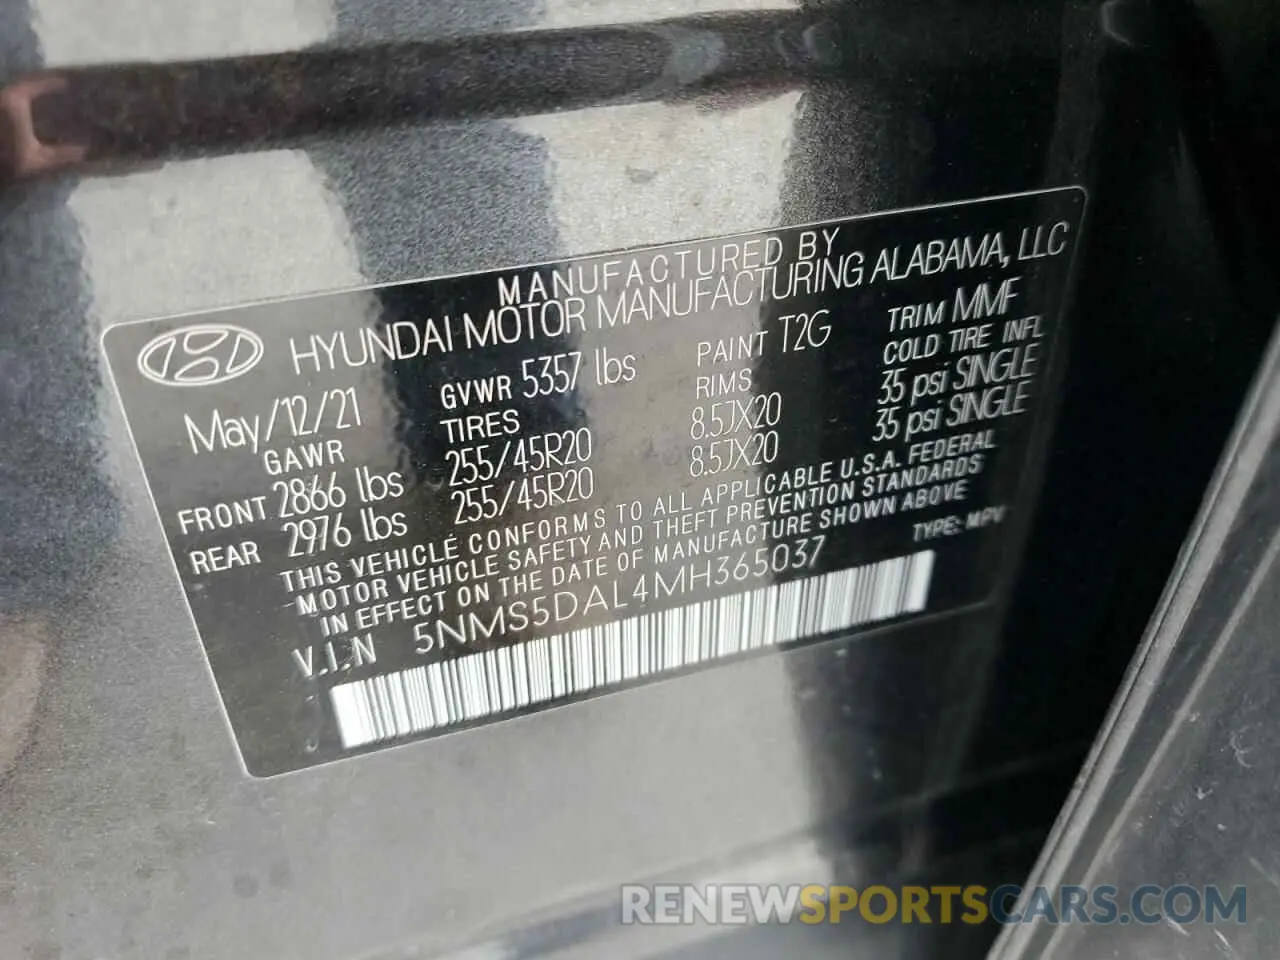 MANUFACTURED BY
HYUNDAI MOTOR MANUFACTURING ALABAMA, LLC
May/12/21 GVWR 5357 lbs PAINT T2G TRIM MMF
GAWR TIRES RIMS COLD TIRE INFL
FRONT 2866 lbs 255/45R20 8.5JX20 35 psi SINGLE
REAR 2976 lbs 255/45R20 8.5JX20 35 psi SINGLE
THIS VEHICLE CONFORMS TO ALL APPLICABLE U.S.A. FEDERAL
MOTOR VEHICLE SAFETY AND THEFT PREVENTION STANDARDS
IN EFFECT ON THE DATE OF MANUFACTURE SHOWN ABOVE
V.I.N 5NMS5DAL4MH365037 TYPE: MPV
RENEWSPORTSCARS.COM